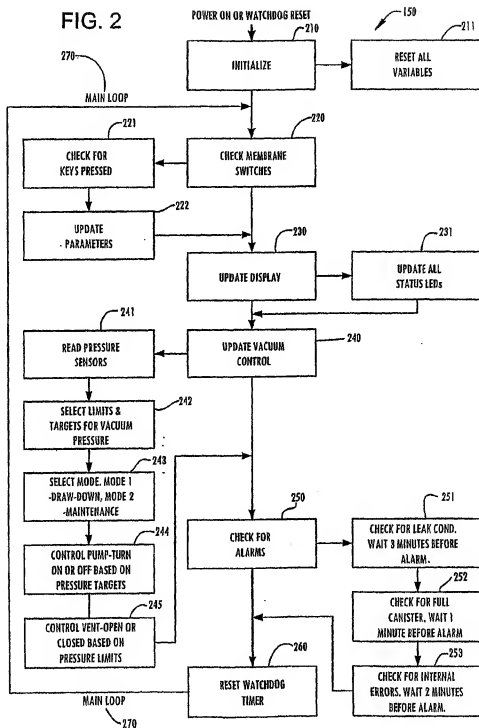 FIG. 2
POWER ON OR WATCHDOG RESET
150
210
INITIALIZE
211
RESET ALL
VARIABLES
270
MAIN LOOP
221
CHECK FOR
KEYS PRESSED
220
CHECK MEMBRANE
SWITCHES
222
UPDATE
PARAMETERS
230
UPDATE DISPLAY
231
UPDATE ALL
STATUS LEDs
241
READ PRESSURE
SENSORS
UPDATE VACUUM
CONTROL
240
242
SELECT LIMITS &
TARGETS FOR VACUUM
PRESSURE
243
SELECT MODE. MODE 1
-DRAW-DOWN, MODE 2
-MAINTENANCE
244
CONTROL PUMP-TURN
ON OR OFF BASED ON
PRESSURE TARGETS
245
CONTROL VENT-OPEN OR
CLOSED BASED ON
PRESSURE LIMITS
250
CHECK FOR
ALARMS
251
CHECK FOR LEAK COND.
WAIT 3 MINUTES BEFORE
ALARM.
252
CHECK FOR FULL
CANISTER. WAIT 1
MINUTE BEFORE ALARM
253
CHECK FOR INTERNAL
ERRORS. WAIT 2 MINUTES
BEFORE ALARM.
260
RESET WATCHDOG
TIMER
MAIN LOOP
270